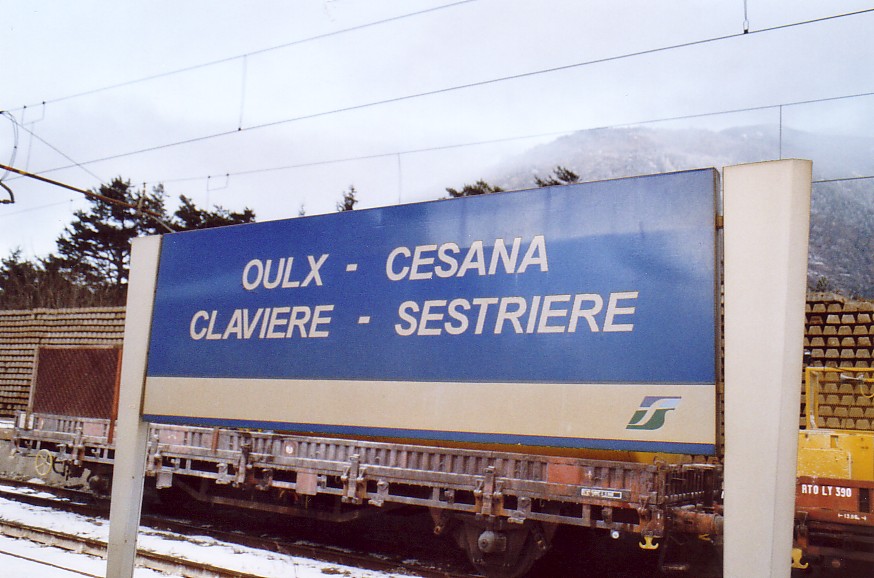 OULX - CESANA
CLAVIERE - SESTRIERE
RTO LY 390